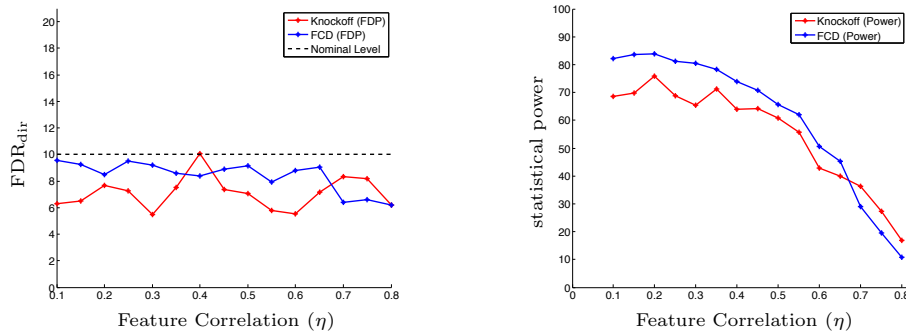 Knockoff (FDP)
FCD (FDP)
Nominal Level
20
18
16
14
12
10
8
6
4
2
0
0.1 0.2 0.3 0.4 0.5 0.6 0.7 0.8
FDR_dir
Feature Correlation (η)
Knockoff (Power)
FCD (Power)
100
90
80
70
60
50
40
30
20
10
0
0 0.1 0.2 0.3 0.4 0.5 0.6 0.7 0.8
statistical power
Feature Correlation (η)